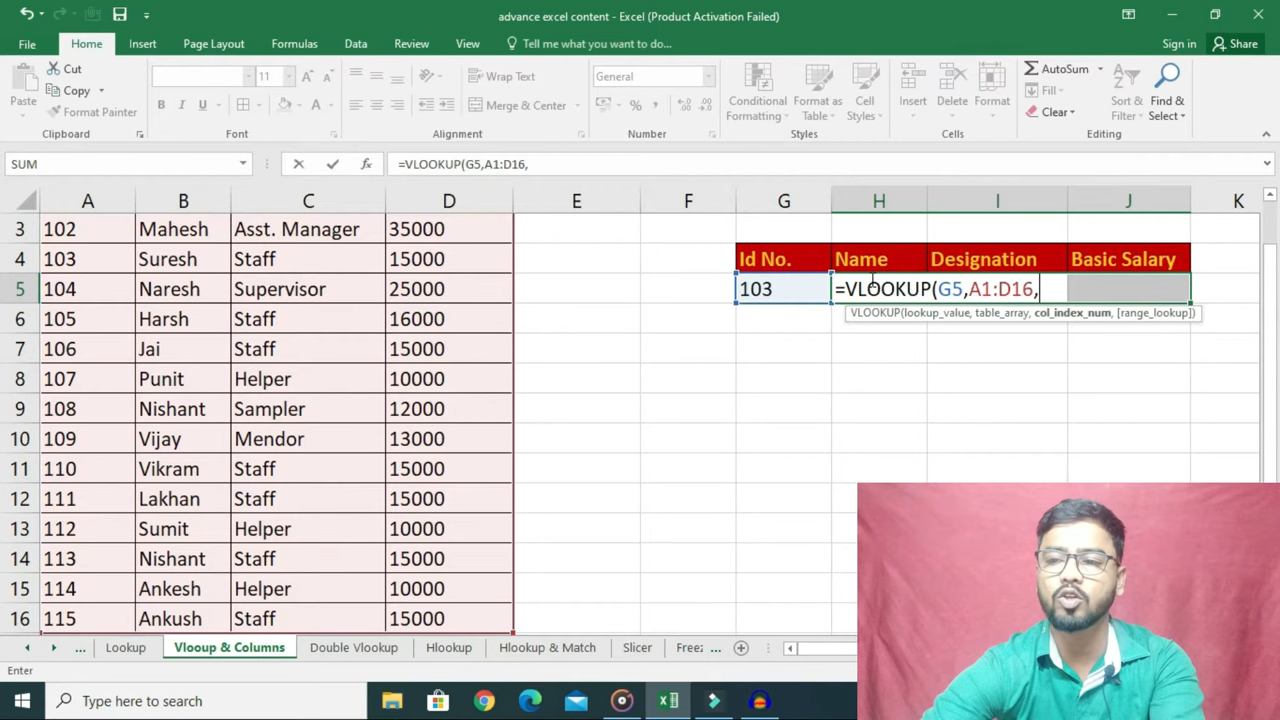 advance excel content - Excel (Product Activation Failed)
File Home Insert Page Layout Formulas Data Review View Tell me what you want to do... Sign in Share
Paste Cut Copy Format Painter
Clipboard
11 B I U A A A
Font
Wrap Text Merge & Center
Alignment
General % ,
Number
Conditional Formatting Format as Table Cell Styles
Styles
Insert Delete Format
Cells
AutoSum Fill Clear Sort & Filter Find & Select
Editing
SUM fx =VLOOKUP(G5,A1:D16,
A B C D E F G H I J K
3 102 Mahesh Asst. Manager 35000
4 103 Suresh Staff 15000 Id No. Name Designation Basic Salary
5 104 Naresh Supervisor 25000 103 =VLOOKUP(G5,A1:D16,
VLOOKUP(lookup_value, table_array, col_index_num, [range_lookup])
6 105 Harsh Staff 16000
7 106 Jai Staff 15000
8 107 Punit Helper 10000
9 108 Nishant Sampler 12000
10 109 Vijay Mendor 13000
11 110 Vikram Staff 15000
12 111 Lakhan Staff 15000
13 112 Sumit Helper 10000
14 113 Nishant Staff 15000
15 114 Ankesh Helper 10000
16 115 Ankush Staff 15000
... Lookup Vlooup & Columns Double Vlookup Hlookup Hlookup & Match Slicer Freez ...
Enter
Type here to search